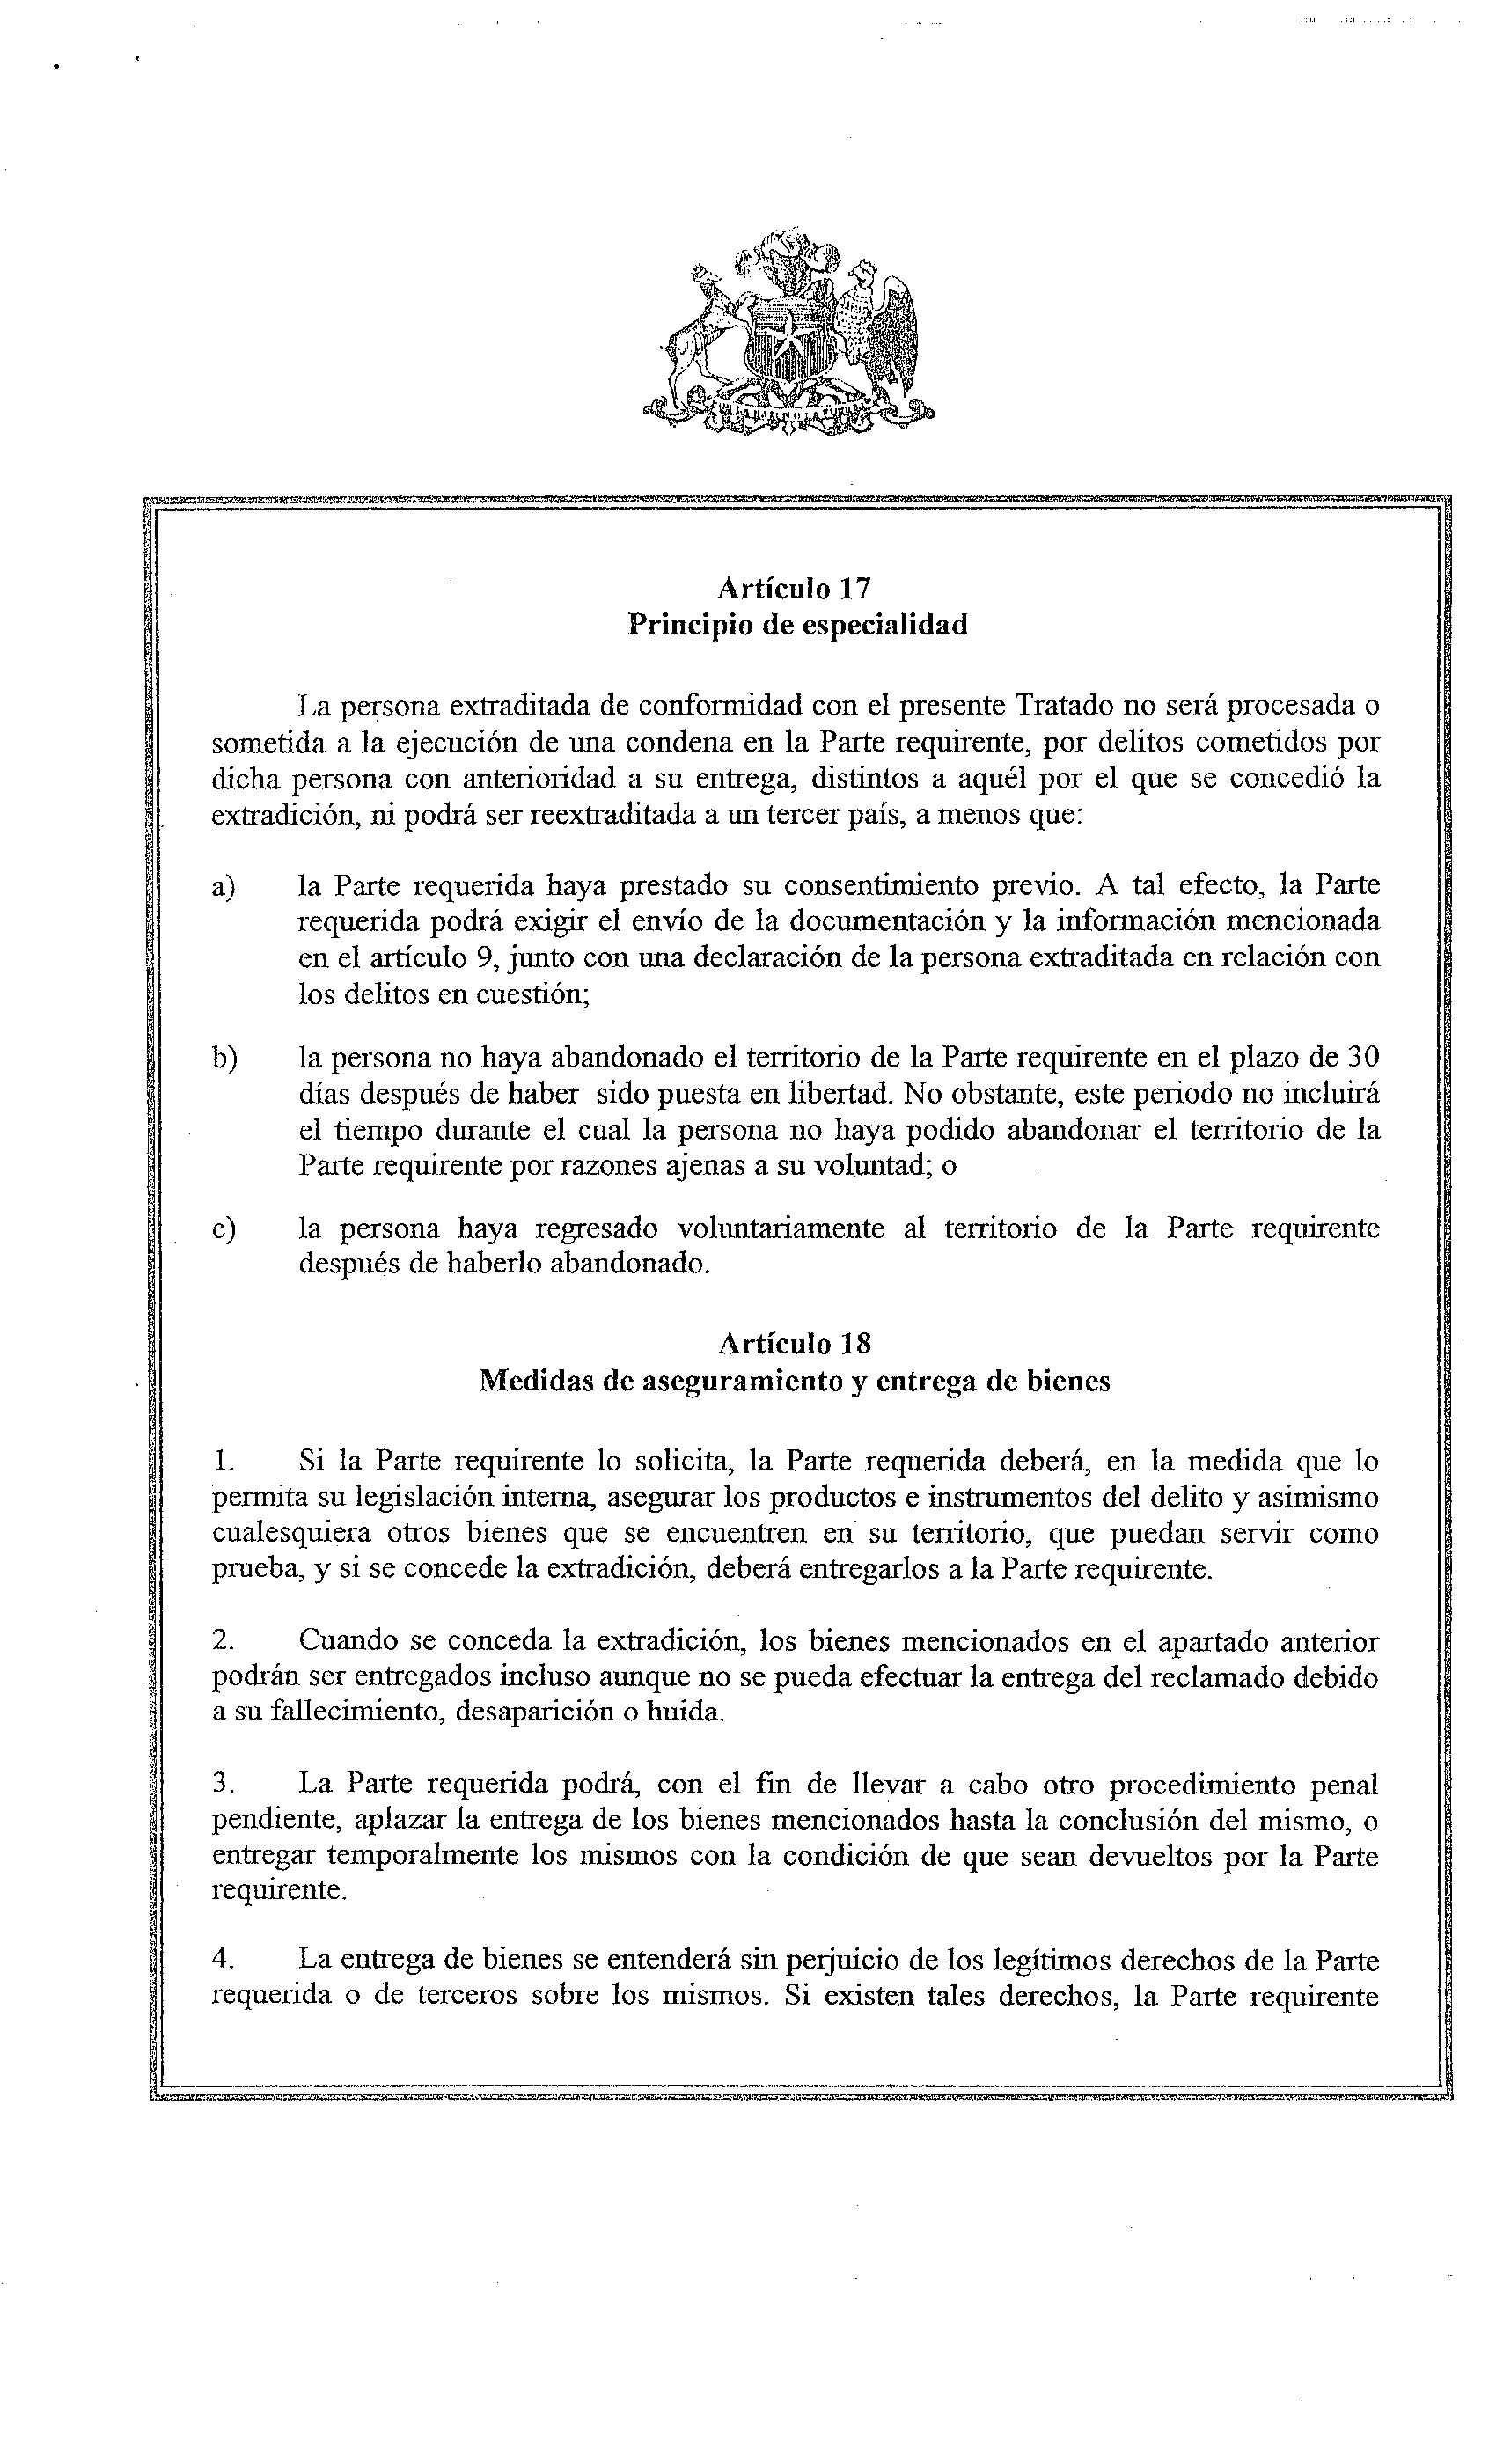 Artículo 17
Principio de especialidad
La persona extraditada de conformidad con el presente Tratado no será procesada o
sometida a la ejecución de una condena en la Parte requirente, por delitos cometidos por
dicha persona con anterioridad a su entrega, distintos a aquél por el que se concedió la
extradición, ni podrá ser reextraditada a un tercer país, a menos que:
a) la Parte requerida haya prestado su consentimiento previo. A tal efecto, la Parte
requerida podrá exigir el envío de la documentación y la información mencionada
en el artículo 9, junto con una declaración de la persona extraditada en relación con
los delitos en cuestión;
b) la persona no haya abandonado el territorio de la Parte requirente en el plazo de 30
días después de haber sido puesta en libertad. No obstante, este periodo no incluirá
el tiempo durante el cual la persona no haya podido abandonar el territorio de la
Parte requirente por razones ajenas a su voluntad; o
c) la persona haya regresado voluntariamente al territorio de la Parte requirente
después de haberlo abandonado.
Artículo 18
Medidas de aseguramiento y entrega de bienes
1. Si la Parte requirente lo solicita, la Parte requerida deberá, en la medida que lo
permita su legislación interna, asegurar los productos e instrumentos del delito y asimismo
cualesquiera otros bienes que se encuentren en su territorio, que puedan servir como
prueba, y si se concede la extradición, deberá entregarlos a la Parte requirente.
2. Cuando se conceda la extradición, los bienes mencionados en el apartado anterior
podrán ser entregados incluso aunque no se pueda efectuar la entrega del reclamado debido
a su fallecimiento, desaparición o huida.
3. La Parte requerida podrá, con el fin de llevar a cabo otro procedimiento penal
pendiente, aplazar la entrega de los bienes mencionados hasta la conclusión del mismo, o
entregar temporalmente los mismos con la condición de que sean devueltos por la Parte
requirente.
4. La entrega de bienes se entenderá sin perjuicio de los legítimos derechos de la Parte
requerida o de terceros sobre los mismos. Si existen tales derechos, la Parte requirente